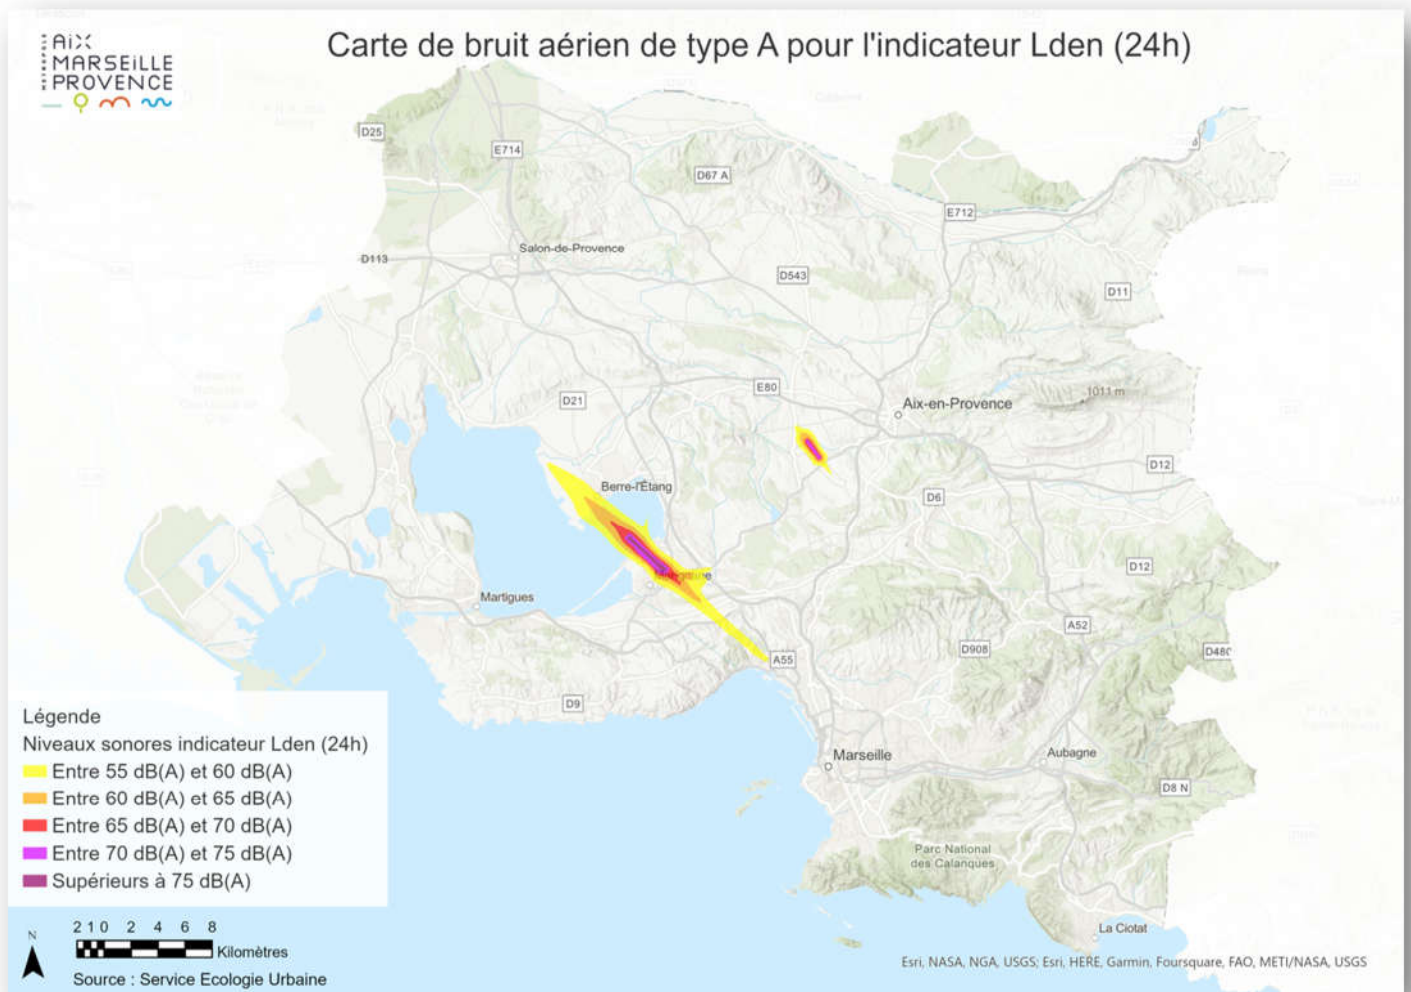 AiX
MARSEILLE
PROVENCE
Carte de bruit aérien de type A pour l'indicateur Lden (24h)
D25
E714
D67 A
E712
Salon-de-Provence
D113
D543
D11
E80
1011 m
D21
Aix-en-Provence
D12
Berre-l'Étang
D6
D12
Martigues
A52
D908
D480
A55
D9
Marseille
Aubagne
D8 N
Parc National
des Calanques
La Ciotat
Légende
Niveaux sonores indicateur Lden (24h)
Entre 55 dB(A) et 60 dB(A)
Entre 60 dB(A) et 65 dB(A)
Entre 65 dB(A) et 70 dB(A)
Entre 70 dB(A) et 75 dB(A)
Supérieurs à 75 dB(A)
N
2 1 0 2 4 6 8
Kilomètres
Source : Service Ecologie Urbaine
Esri, NASA, NGA, USGS; Esri, HERE, Garmin, Foursquare, FAO, METI/NASA, USGS